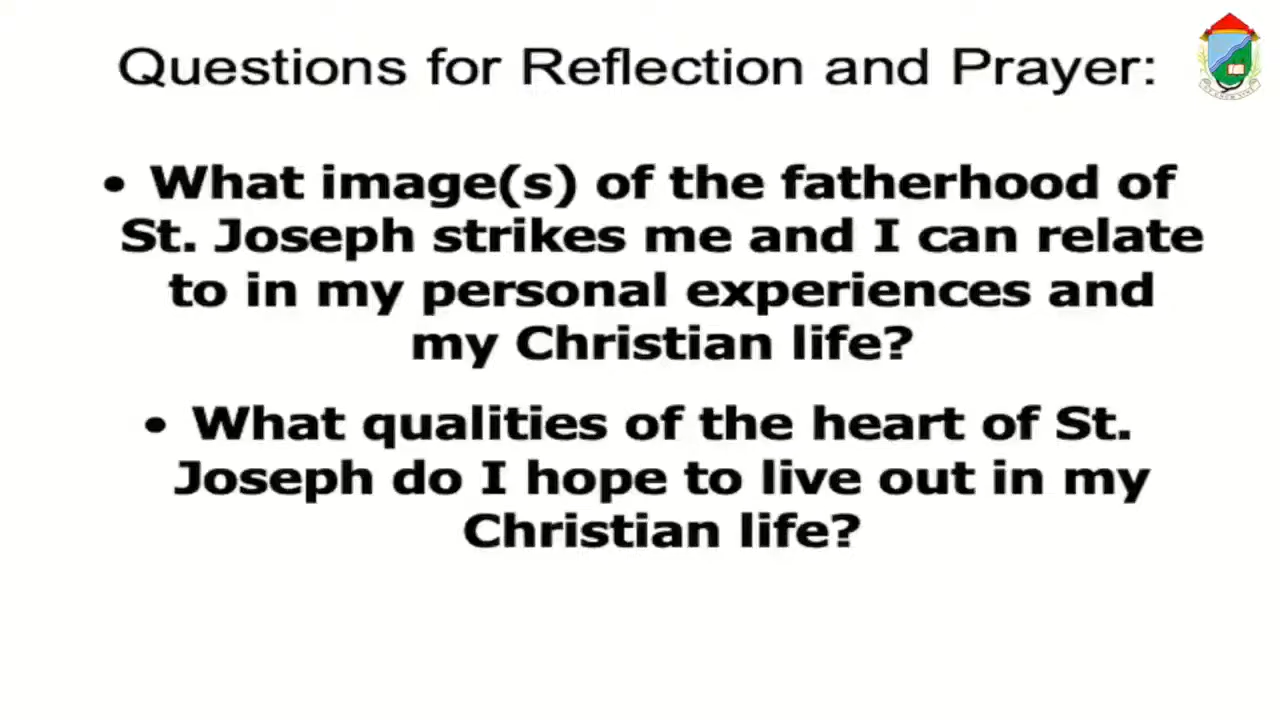 Questions for Reflection and Prayer:
• What image(s) of the fatherhood of
St. Joseph strikes me and I can relate
to in my personal experiences and
my Christian life?
• What qualities of the heart of St.
Joseph do I hope to live out in my
Christian life?